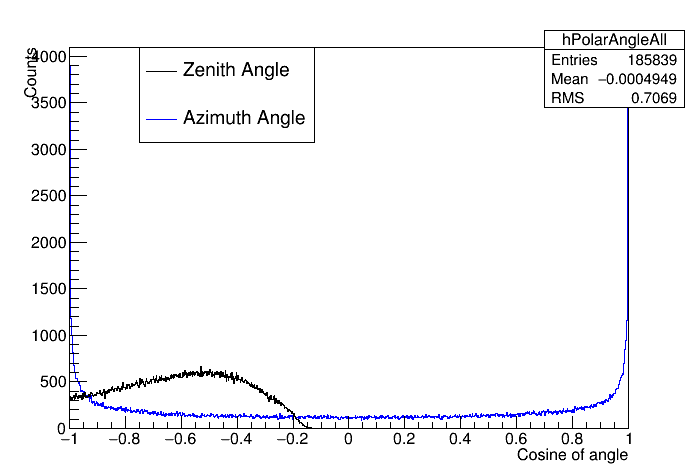 hPolarAngleAll
Entries 185839
Mean −0.0004949
RMS 0.7069
Zenith Angle
Azimuth Angle
Counts
4000
3500
3000
2500
2000
1500
1000
500
0
−1 −0.8 −0.6 −0.4 −0.2 0 0.2 0.4 0.6 0.8 1
Cosine of angle